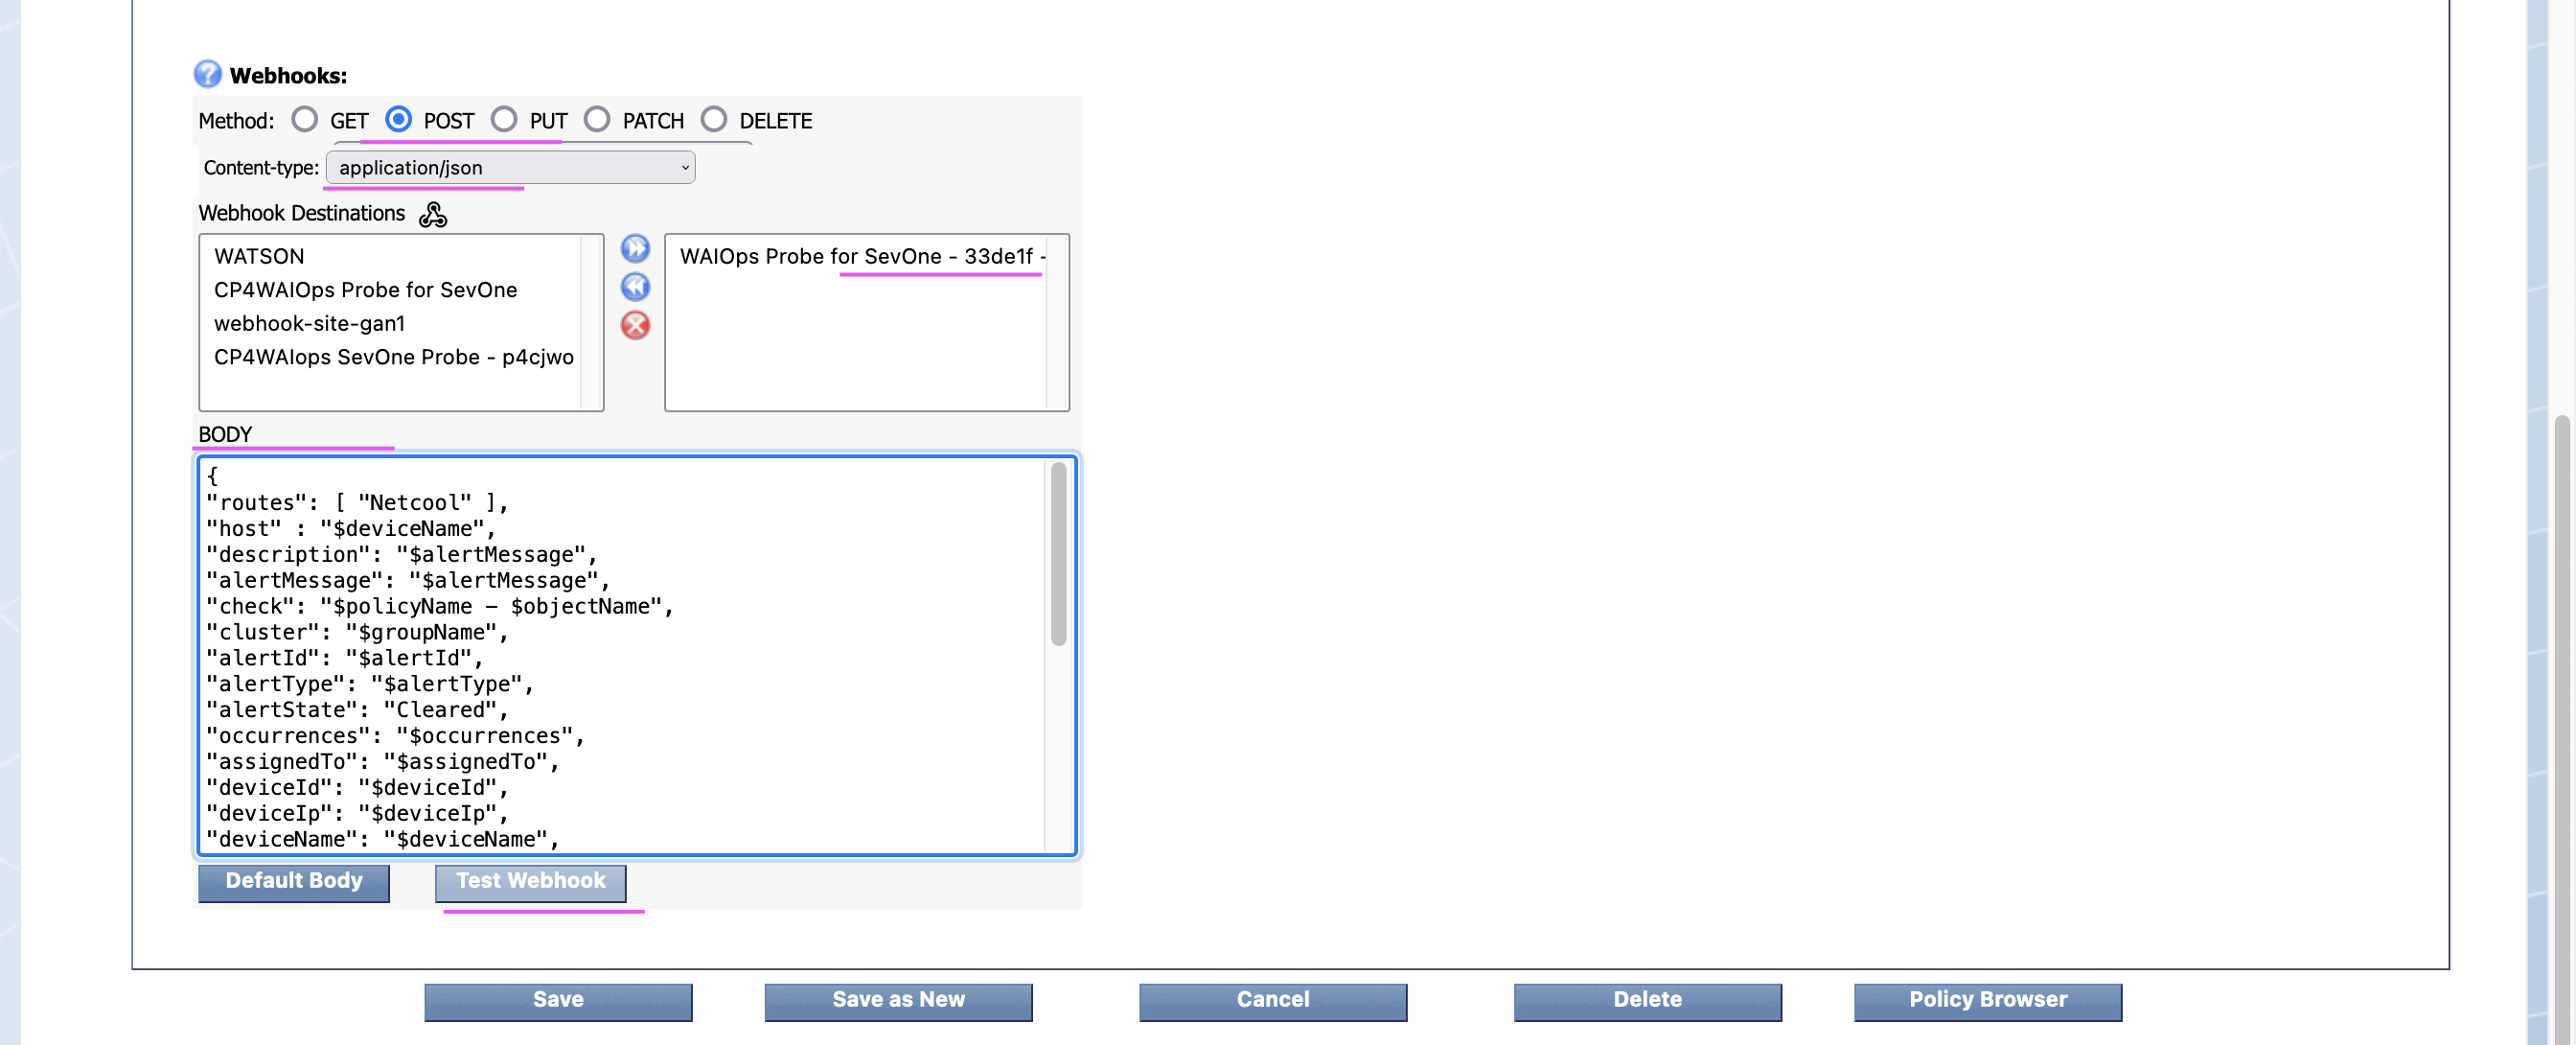 Webhooks:
Method: GET POST PUT PATCH DELETE
Content-type: application/json
Webhook Destinations
WATSON
CP4WAIOps Probe for SevOne
webhook-site-gan1
CP4WAIops SevOne Probe - p4cjwo
WAIOps Probe for SevOne - 33de1f -
BODY
{
"routes": [ "Netcool" ],
"host" : "$deviceName",
"description": "$alertMessage",
"alertMessage": "$alertMessage",
"check": "$policyName – $objectName",
"cluster": "$groupName",
"alertId": "$alertId",
"alertType": "$alertType",
"alertState": "Cleared",
"occurrences": "$occurrences",
"assignedTo": "$assignedTo",
"deviceId": "$deviceId",
"deviceIp": "$deviceIp",
"deviceName": "$deviceName",
Default Body Test Webhook
Save Save as New Cancel Delete Policy Browser